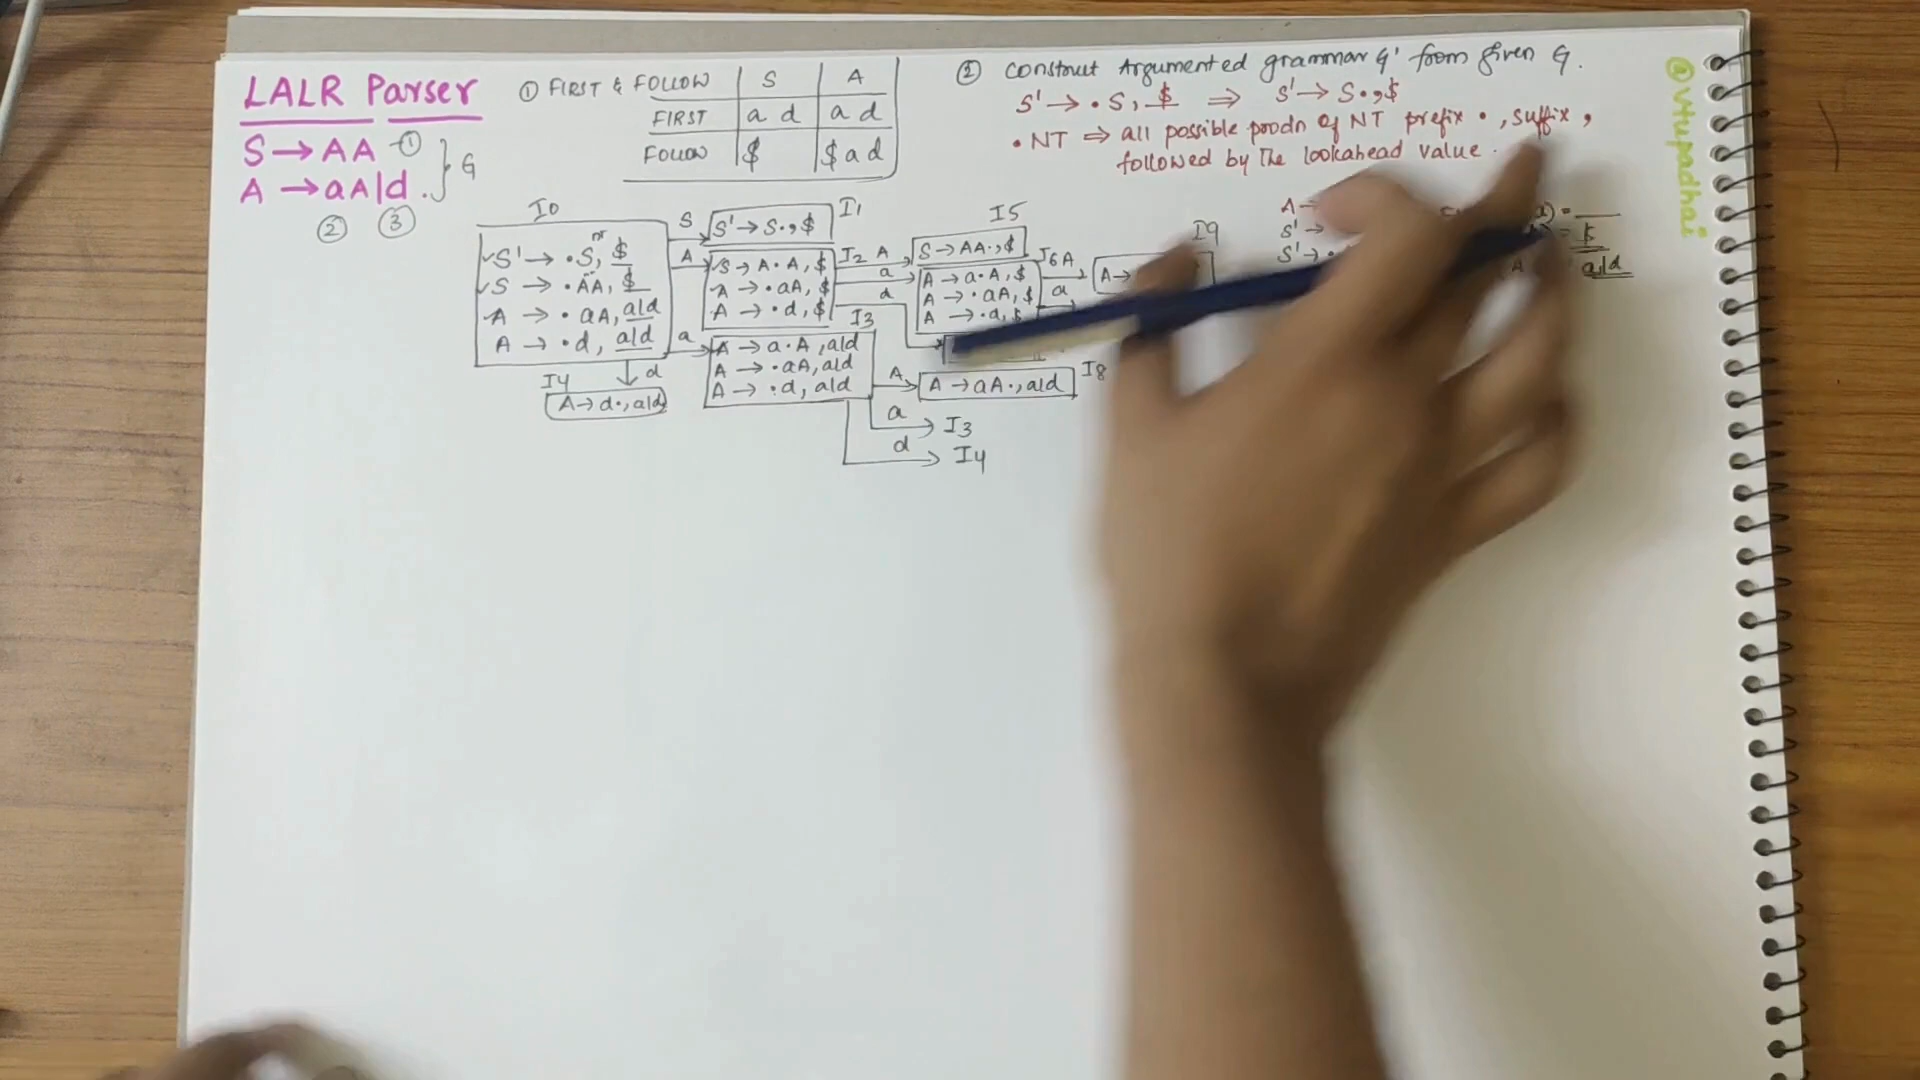 LALR Parser
S → AA - ①
A → aA|d .
} G
② ③
① FIRST & FOLLOW S A
FIRST a d a d
FOLLOW $ $ a d
② Construct Argumented grammar G' from given G.
S' → • S, $ ⇒ S' → S•, $
• NT ⇒ all possible prodn of NT prefix • , suffix ,
followed by The lookahead value .
@vtupadhai
I0
S' → •S, $
S → •AA, $
A → • aA, a|d
A → •d, a|d
S
S' → S•, $
I1
A
S → A•A, $
A → •aA, $
A → •d, $
I2
a
A → a•A, a|d
A → •aA, a|d
A → •d, a|d
I3
d
I4
A → d•, a|d
A
S → AA•, $
I5
a
A → a•A, $
A → •aA, $
A → •d, $
I6
d
A
A →
I9
a
A
A → aA•, a|d
I8
a
I3
d
I4
A →
S' →
S' →
= $
a|d